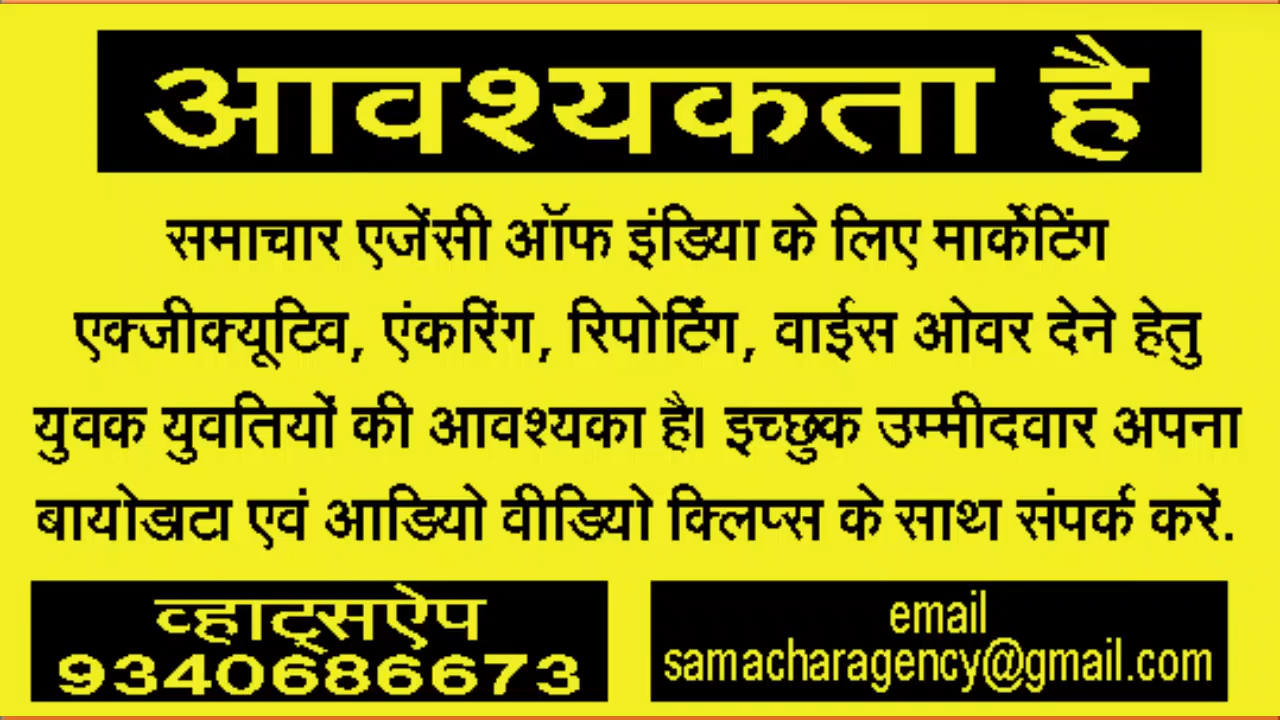 आवश्यकता है
समाचार एजेंसी ऑफ इंडिया के लिए मार्केटिंग
एक्जीक्यूटिव, एंकरिंग, रिपोर्टिंग, वाईस ओवर देने हेतु
युवक युवतियों की आवश्यका है। इच्छुक उम्मीदवार अपना
बायोडाटा एवं आडियो वीडियो क्लिप्स के साथ संपर्क करें.
व्हाट्सऐप
9340686673
email
samacharagency@gmail.com